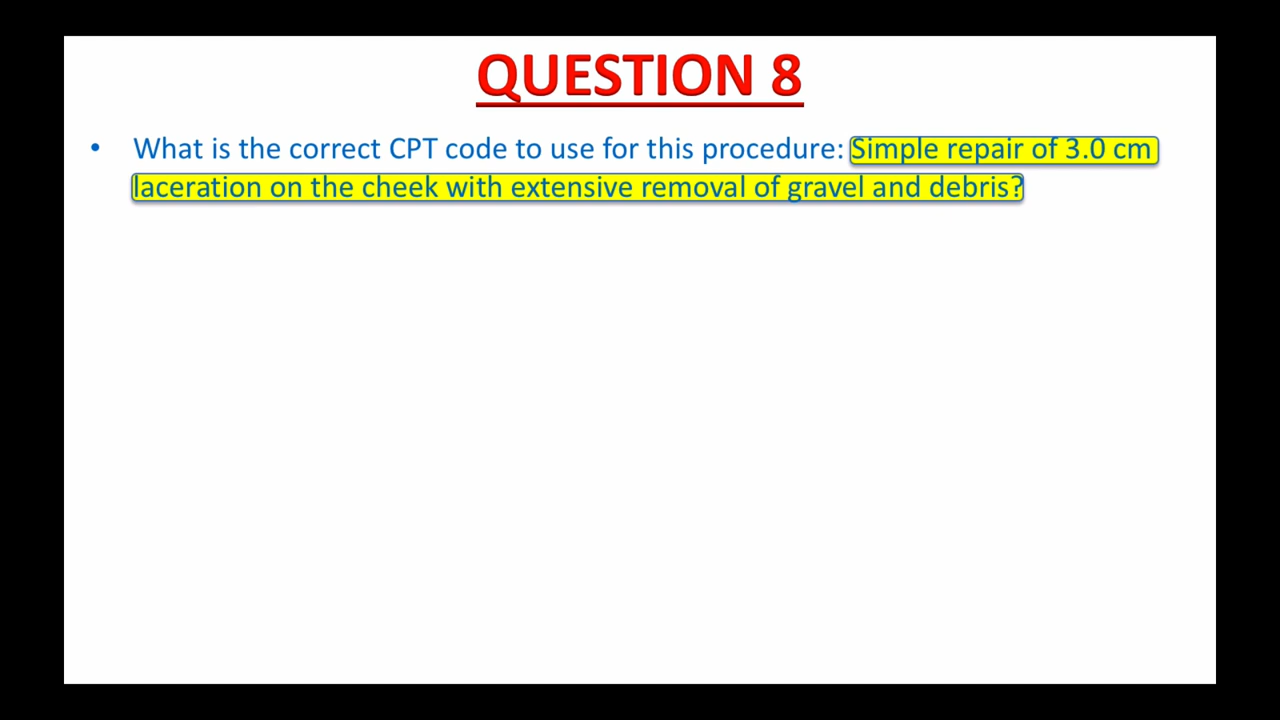 QUESTION 8
• What is the correct CPT code to use for this procedure: Simple repair of 3.0 cm
laceration on the cheek with extensive removal of gravel and debris?